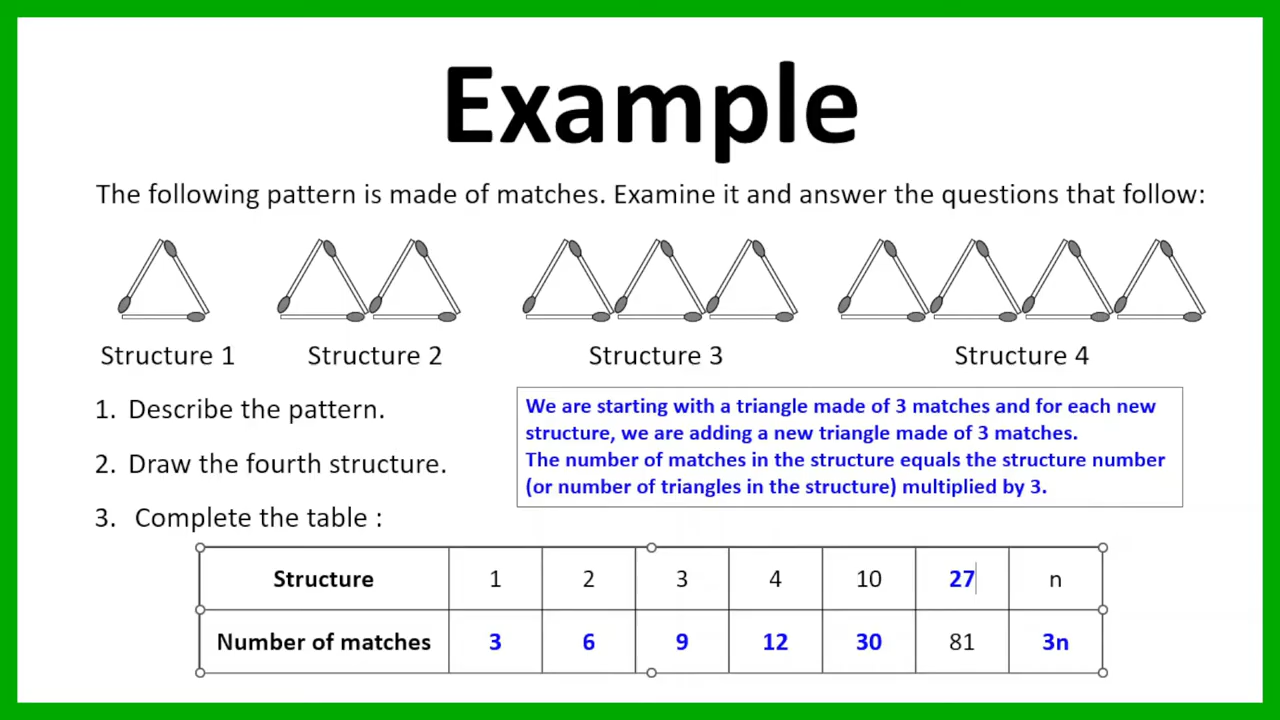 Example
The following pattern is made of matches. Examine it and answer the questions that follow:
Structure 1 Structure 2 Structure 3 Structure 4
1. Describe the pattern.
We are starting with a triangle made of 3 matches and for each new
structure, we are adding a new triangle made of 3 matches.
The number of matches in the structure equals the structure number
(or number of triangles in the structure) multiplied by 3.
2. Draw the fourth structure.
3. Complete the table :
Structure 1 2 3 4 10 27 n
Number of matches 3 6 9 12 30 81 3n